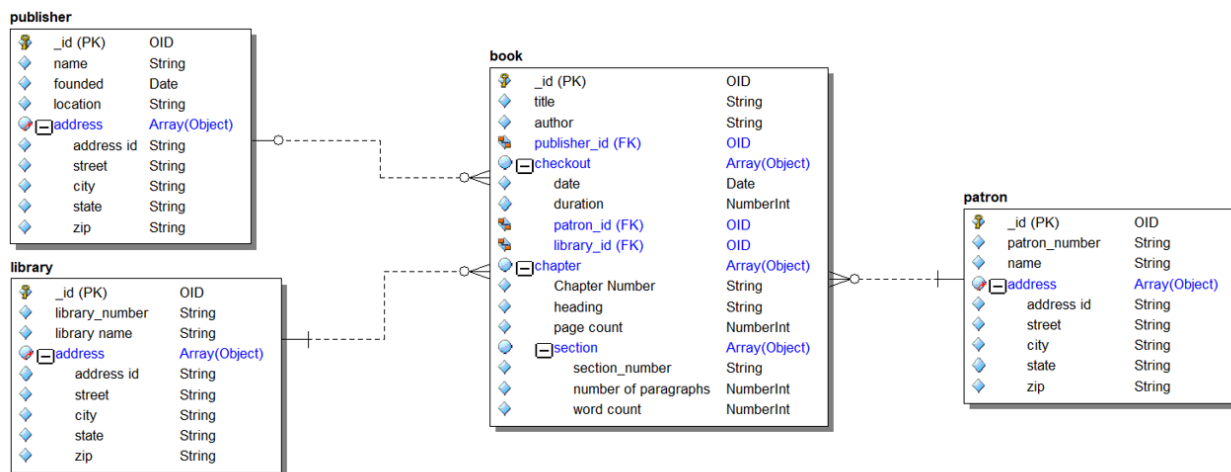 publisher
_id (PK) OID
name String
founded Date
location String
address Array(Object)
address id String
street String
city String
state String
zip String
library
_id (PK) OID
library_number String
library name String
address Array(Object)
address id String
street String
city String
state String
zip String
book
_id (PK) OID
title String
author String
publisher_id (FK) OID
checkout Array(Object)
date Date
duration NumberInt
patron_id (FK) OID
library_id (FK) OID
chapter Array(Object)
Chapter Number String
heading String
page count NumberInt
section Array(Object)
section_number String
number of paragraphs NumberInt
word count NumberInt
patron
_id (PK) OID
patron_number String
name String
address Array(Object)
address id String
street String
city String
state String
zip String